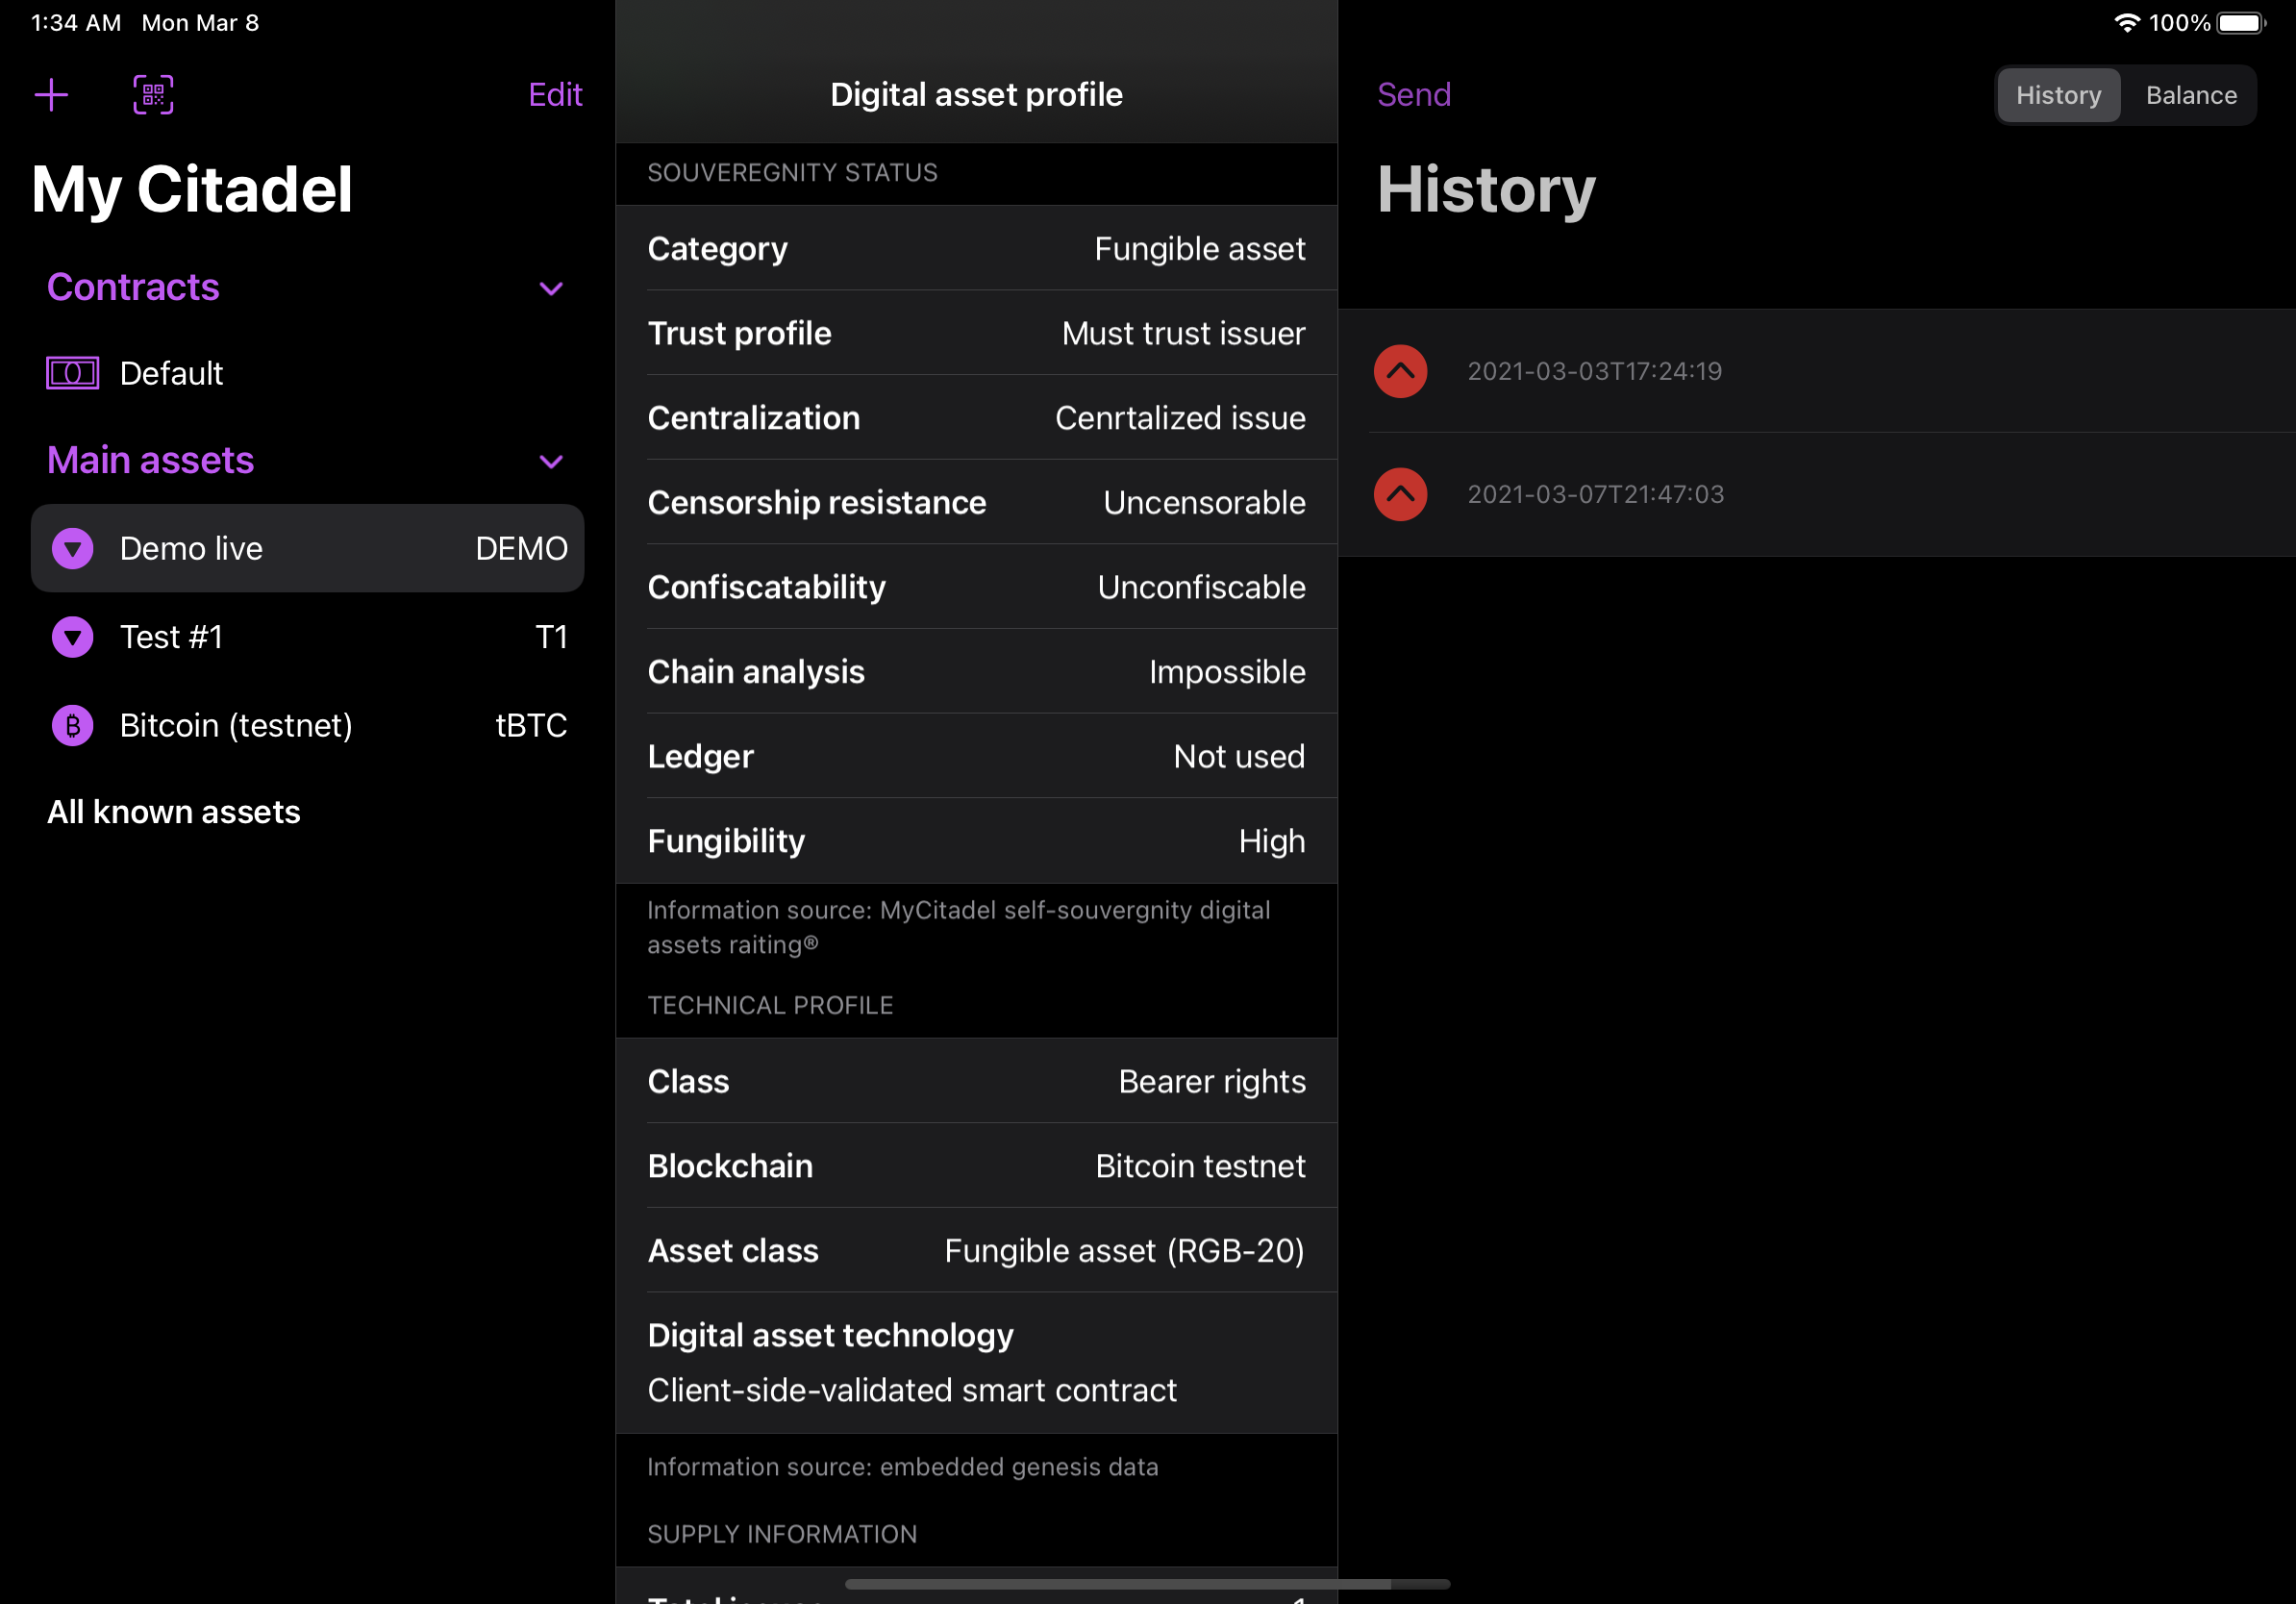 1:34 AM Mon Mar 8
100%
Edit
My Citadel
Contracts
Default
Main assets
Demo live DEMO
Test #1 T1
Bitcoin (testnet) tBTC
All known assets
Digital asset profile
SOUVEREGNITY STATUS
Category Fungible asset
Trust profile Must trust issuer
Centralization Cenrtalized issue
Censorship resistance Uncensorable
Confiscatability Unconfiscable
Chain analysis Impossible
Ledger Not used
Fungibility High
Information source: MyCitadel self-souvergnity digital
assets raiting®
TECHNICAL PROFILE
Class Bearer rights
Blockchain Bitcoin testnet
Asset class Fungible asset (RGB-20)
Digital asset technology
Client-side-validated smart contract
Information source: embedded genesis data
SUPPLY INFORMATION
Send
History Balance
History
2021-03-03T17:24:19
2021-03-07T21:47:03